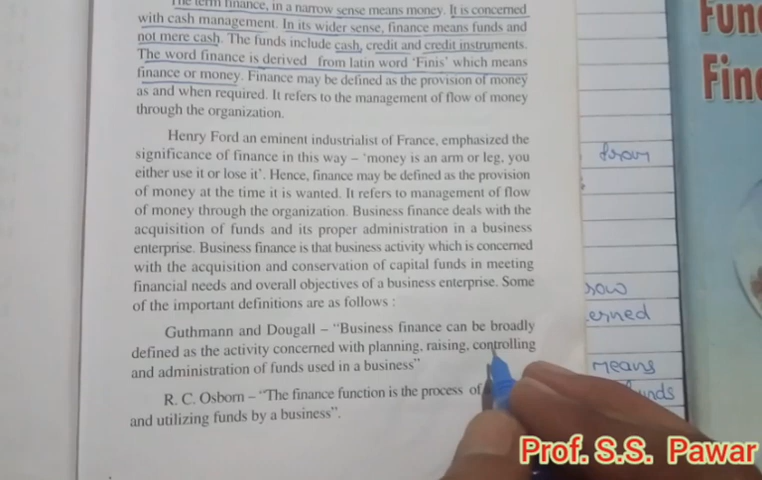 The term finance, in a narrow sense means money. It is concerned
with cash management. In its wider sense, finance means funds and
not mere cash. The funds include cash, credit and credit instruments.
The word finance is derived from latin word ‘Finis’ which means
finance or money. Finance may be defined as the provision of money
as and when required. It refers to the management of flow of money
through the organization.
Henry Ford an eminent industrialist of France, emphasized the
significance of finance in this way – ‘money is an arm or leg, you
either use it or lose it’. Hence, finance may be defined as the provision
of money at the time it is wanted. It refers to management of flow
of money through the organization. Business finance deals with the
acquisition of funds and its proper administration in a business
enterprise. Business finance is that business activity which is concerned
with the acquisition and conservation of capital funds in meeting
financial needs and overall objectives of a business enterprise. Some
of the important definitions are as follows :
Guthmann and Dougall – “Business finance can be broadly
defined as the activity concerned with planning, raising, controlling
and administration of funds used in a business”
R. C. Osborn – “The finance function is the process of
and utilizing funds by a business”.
Fun
Fin
from
erned
means
unds
Prof. S.S. Pawar